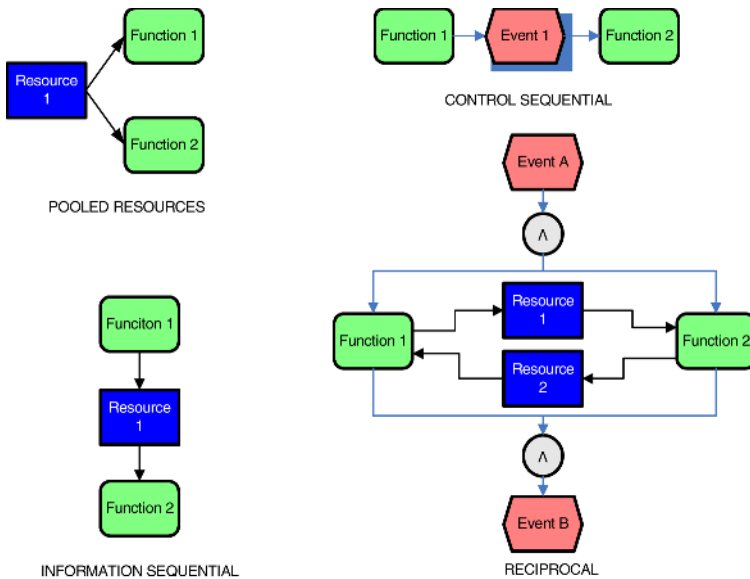 Function 1
Resource
1
Function 2
POOLED RESOURCES
Function 1
Event 1
Function 2
CONTROL SEQUENTIAL
Funciton 1
Resource
1
Function 2
INFORMATION SEQUENTIAL
Event A
Λ
Function 1
Resource
1
Resource
2
Function 2
Λ
Event B
RECIPROCAL